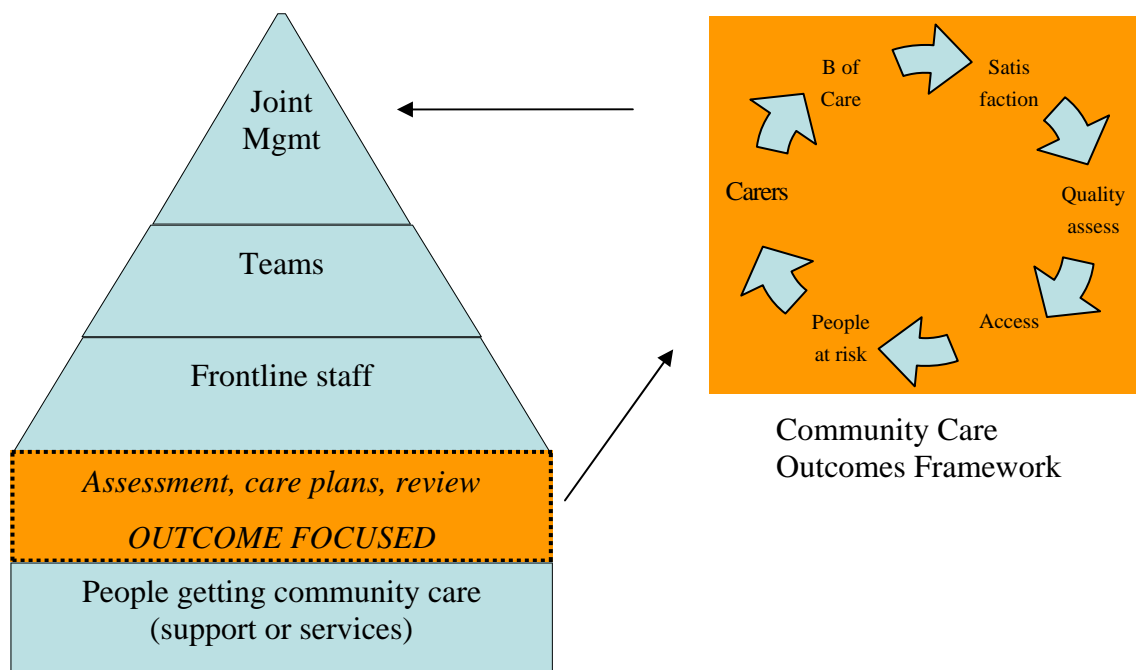 Joint
Mgmt
Teams
Frontline staff
Assessment, care plans, review
OUTCOME FOCUSED
People getting community care
(support or services)
B of
Care
Satis
faction
Quality
assess
Access
People
at risk
Carers
Community Care
Outcomes Framework